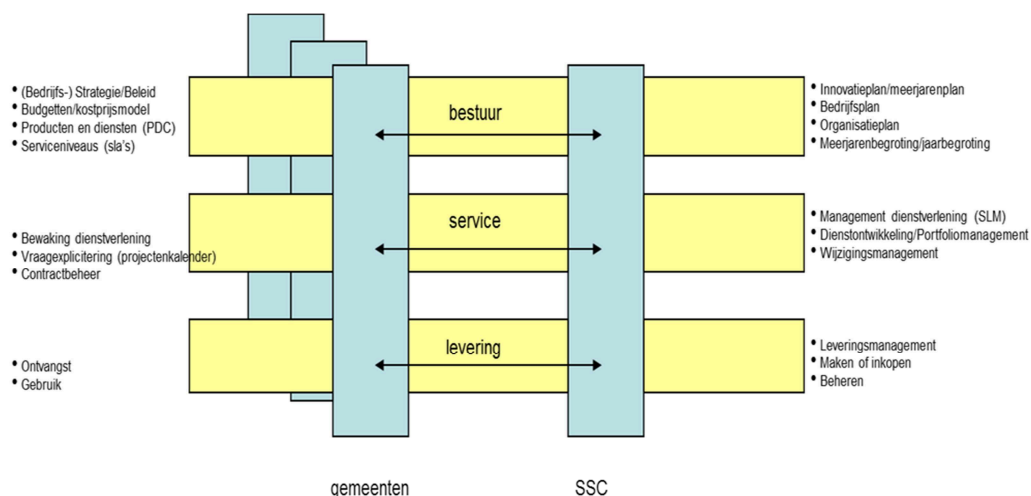 • (Bedrijfs-) Strategie/Beleid
• Budgetten/kostprijsmodel
• Producten en diensten (PDC)
• Serviceniveaus (sla's)
bestuur
• Innovatieplan/meerjarenplan
• Bedrijfsplan
• Organisatieplan
• Meerjarenbegroting/jaarbegroting
• Bewaking dienstverlening
• Vraagexplicitering (projectenkalender)
• Contractbeheer
service
• Management dienstverlening (SLM)
• Dienstontwikkeling/Portfoliomanagement
• Wijzigingsmanagement
• Ontvangst
• Gebruik
levering
• Leveringsmanagement
• Maken of inkopen
• Beheren
gemeenten
SSC